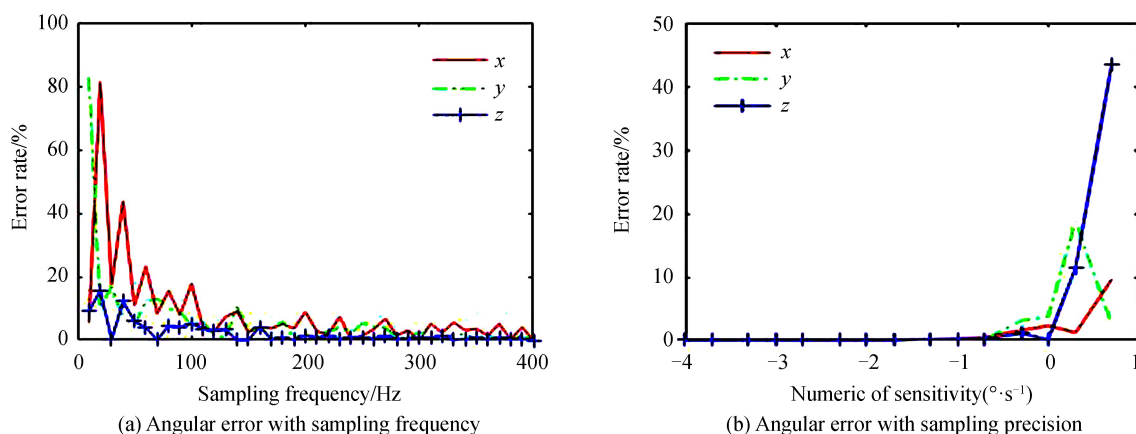 100
80
60
40
20
0
Error rate/%
x
y
z
0
100
200
300
400
Sampling frequency/Hz
(a) Angular error with sampling frequency
50
40
30
20
10
0
Error rate/%
x
y
z
−4
−3
−2
−1
0
1
Numeric of sensitivity(°·s⁻¹)
(b) Angular error with sampling precision